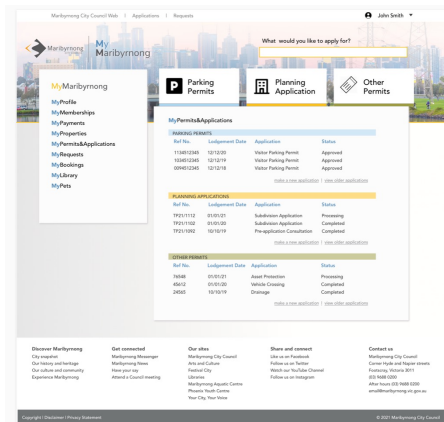 Maribyrnong City Council Web | Applications | Requests
John Smith
Maribyrnong
My
Maribyrnong
What would you like to apply for?
MyMaribyrnong
MyProfile
MyMemberships
MyPayments
MyProperties
MyPermits&Applications
MyRequests
MyBookings
MyLibrary
MyPets
P
Parking
Permits
Planning
Application
Other
Permits
MyPermits&Applications
PARKING PERMITS
Ref No. Lodgement Date Application Status
1134512345 12/12/20 Visitor Parking Permit Approved
1034512345 12/12/19 Visitor Parking Permit Approved
0094512345 12/12/18 Visitor Parking Permit Approved
make a new application | view older applications
PLANNING APPLICATIONS
Ref No. Lodgement Date Application Status
TP21/1112 01/01/21 Subdivision Application Processing
TP21/1102 01/01/20 Subdivision Application Completed
TP21/1092 10/10/19 Pre-application Consultation Completed
make a new application | view older applications
OTHER PERMITS
Ref No. Lodgement Date Application Status
76548 01/01/21 Asset Protection Processing
45612 01/01/20 Vehicle Crossing Completed
24565 10/10/19 Drainage Completed
make a new application | view older applications
Discover Maribyrnong
City snapshot
Our history and heritage
Our culture and community
Experience Maribyrnong
Get connected
Maribyrnong Messenger
Maribyrnong News
Have your say
Attend a Council meeting
Our sites
Maribyrnong City Council
Arts and Culture
Festival City
Libraries
Maribyrnong Aquatic Centre
Phoenix Youth Centre
Your City, Your Voice
Share and connect
Like us on Facebook
Follow us on Twitter
Watch our YouTube Channel
Follow us on Instagram
Contact us
Maribyrnong City Council
Corner Hyde and Napier streets
Footscray, Victoria 3011
(03) 9688 0200
After hours (03) 9688 0200
email@maribyrnong.vic.gov.au
Copyright | Disclaimer | Privacy Statement
© 2021 Maribyrnong City Council